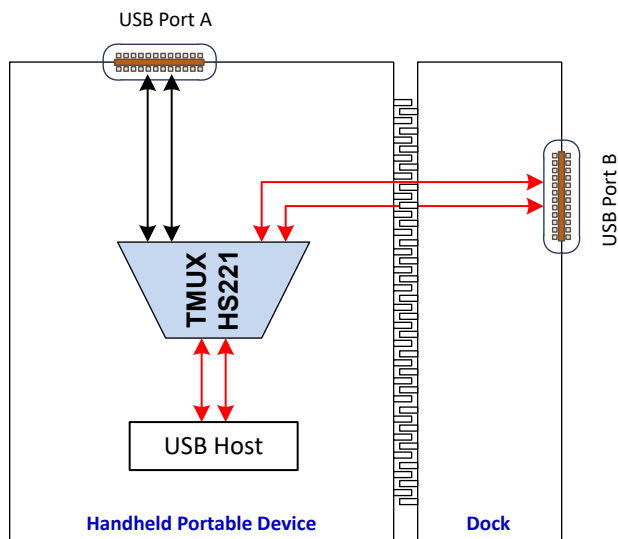 USB Port A
USB Port B
TMUX
HS221
USB Host
Handheld Portable Device
Dock